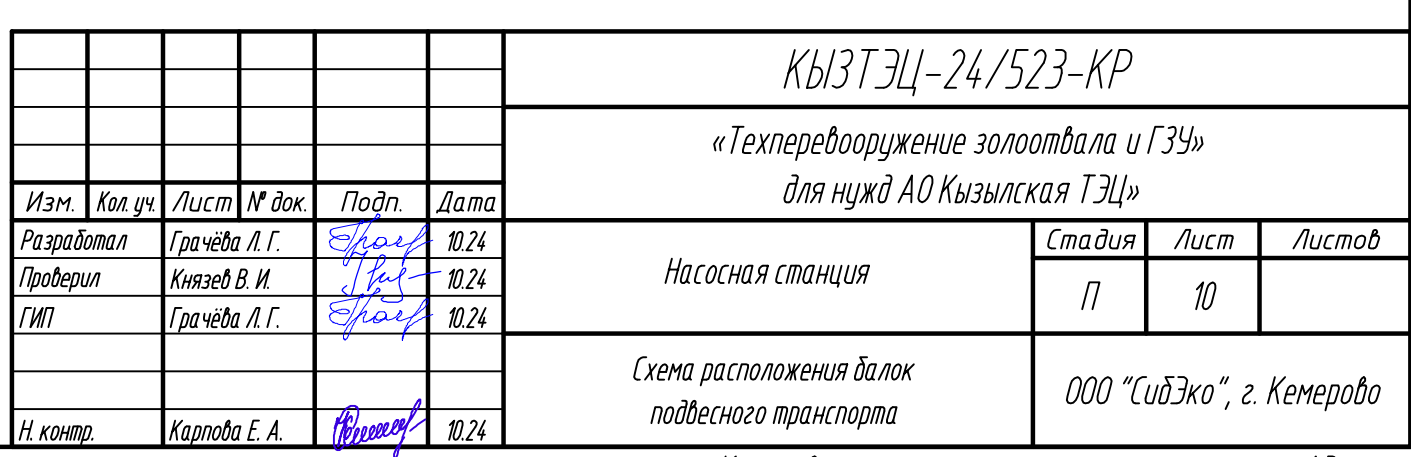 КЫЗТЭЦ-24/523-КР
«Техперевооружение золоотвала и ГЗУ»
для нужд АО Кызылская ТЭЦ»
Изм. Кол. уч. Лист № док. Подп. Дата
Разработал Грачёва Л. Г. 10.24
Проверил Князев В. И. 10.24
ГИП Грачёва Л. Г. 10.24
Н. контр. Карпова Е. А. 10.24
Насосная станция
Стадия Лист Листов
П 10
Схема расположения балок
подвесного транспорта
ООО "СибЭко", г. Кемерово